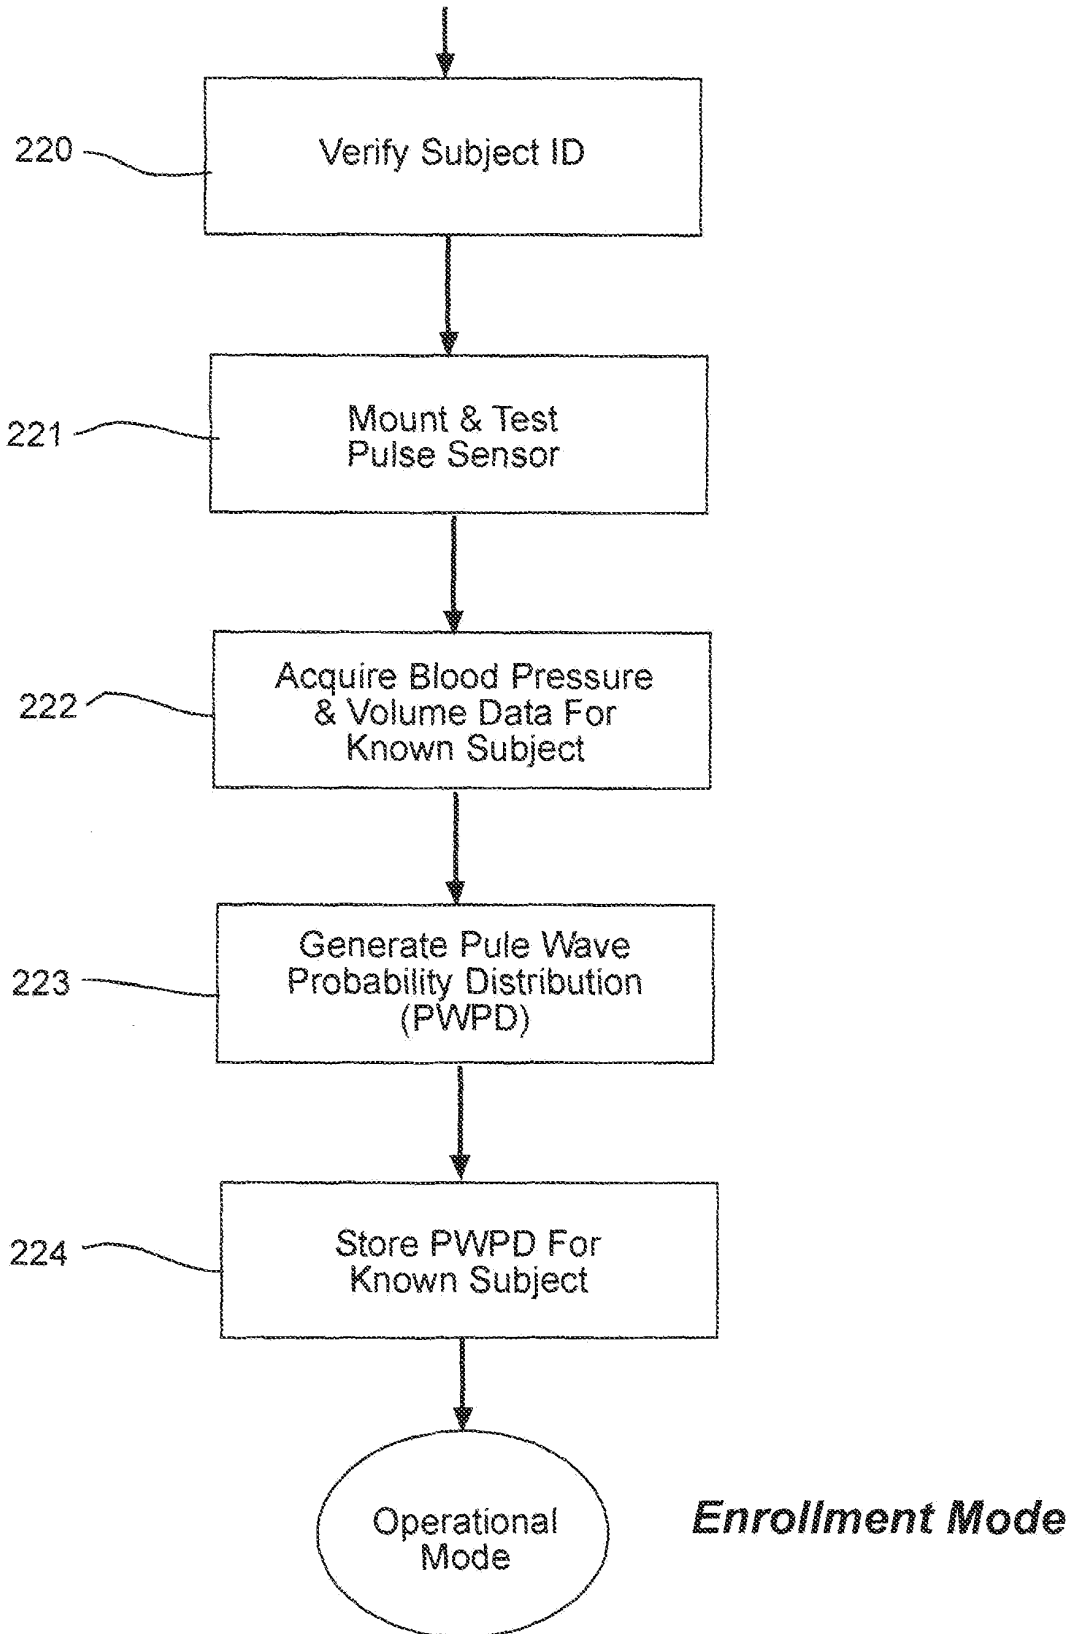 220
Verify Subject ID
221
Mount & Test
Pulse Sensor
222
Acquire Blood Pressure
& Volume Data For
Known Subject
223
Generate Pule Wave
Probability Distribution
(PWPD)
224
Store PWPD For
Known Subject
Operational
Mode
Enrollment Mode